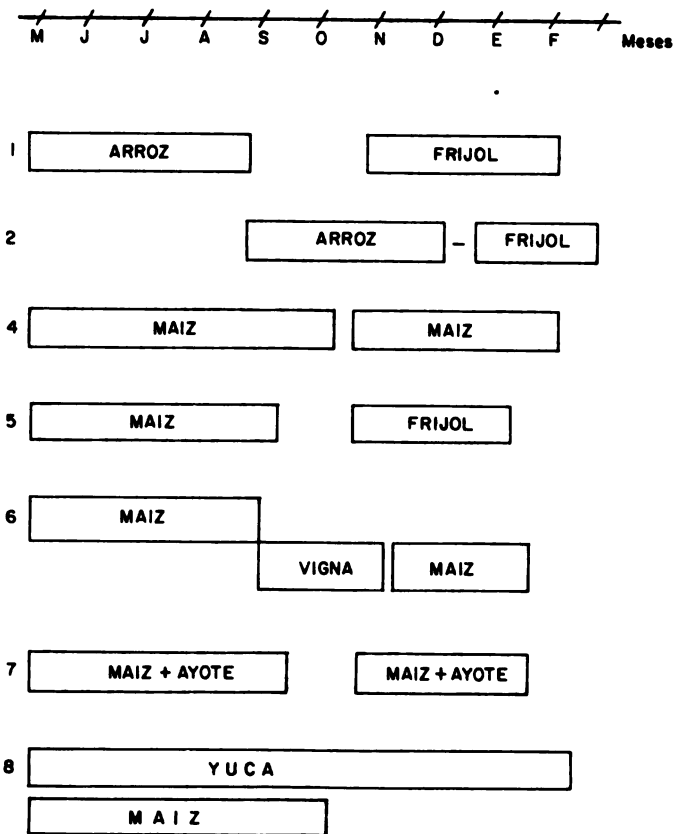 M J J A S O N D E F Meses
1 ARROZ FRIJOL
2 ARROZ – FRIJOL
4 MAIZ MAIZ
5 MAIZ FRIJOL
6 MAIZ
VIGNA MAIZ
7 MAIZ + AYOTE MAIZ + AYOTE
8 YUCA
MAIZ